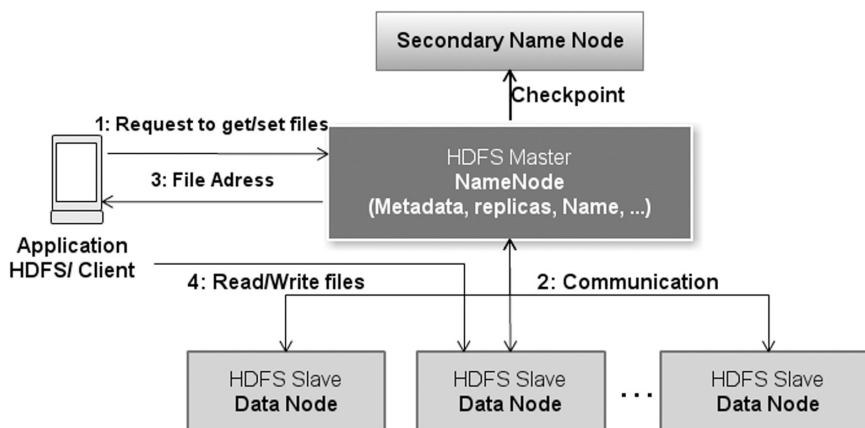 Secondary Name Node
Checkpoint
1: Request to get/set files
HDFS Master
NameNode
(Metadata, replicas, Name, ...)
3: File Adress
Application
HDFS/ Client
4: Read/Write files
2: Communication
HDFS Slave
Data Node
HDFS Slave
Data Node
...
HDFS Slave
Data Node